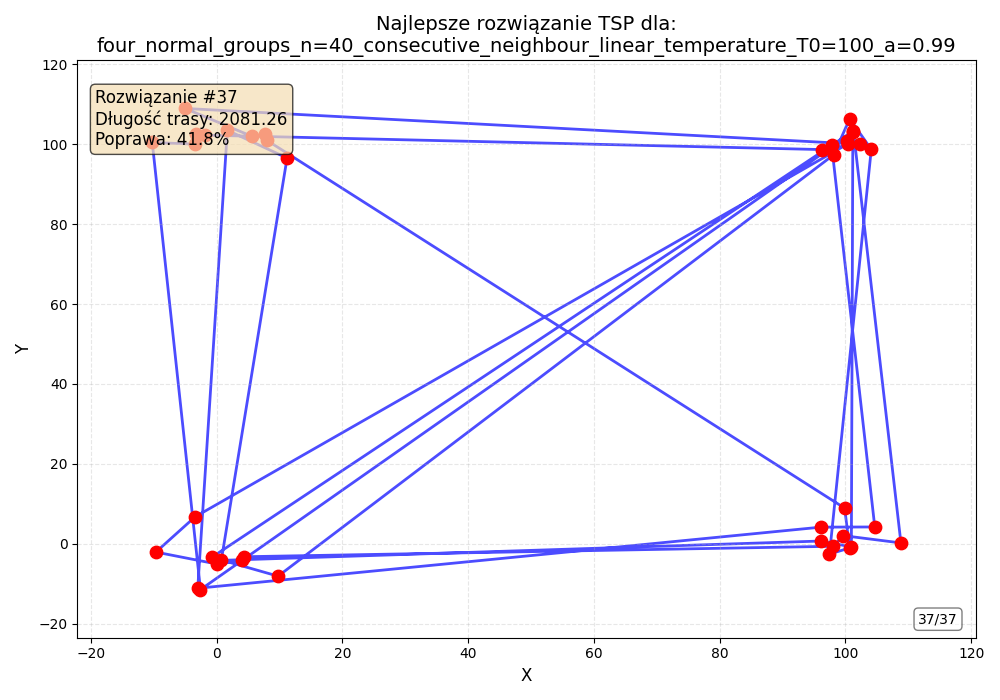 Najlepsze rozwiązanie TSP dla:
four_normal_groups_n=40_consecutive_neighbour_linear_temperature_T0=100_a=0.99
Rozwiązanie #37
Długość trasy: 2081.26
Poprawa: 41.8%
120
100
80
60
40
20
0
−20
Y
37/37
−20
0
20
40
60
80
100
120
X